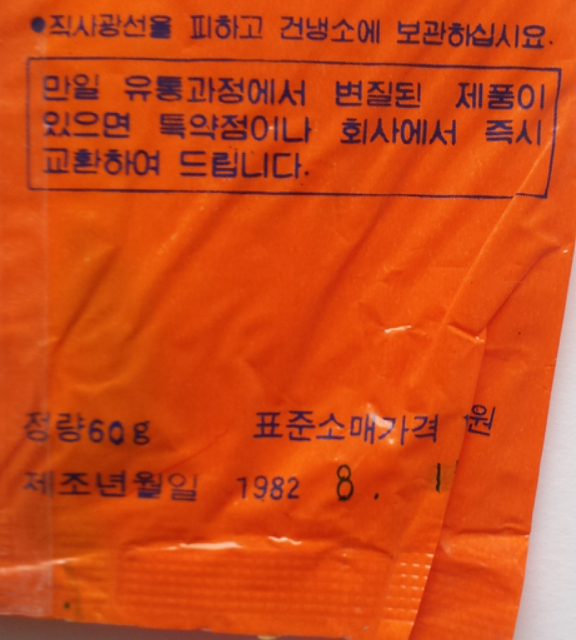 ●직사광선을 피하고 건냉소에 보관하십시요.
만일 유통과정에서 변질된 제품이
있으면 특약점이나 회사에서 즉시
교환하여 드립니다.
정량60g 표준소매가격 원
제조년월일 1982 8. 1